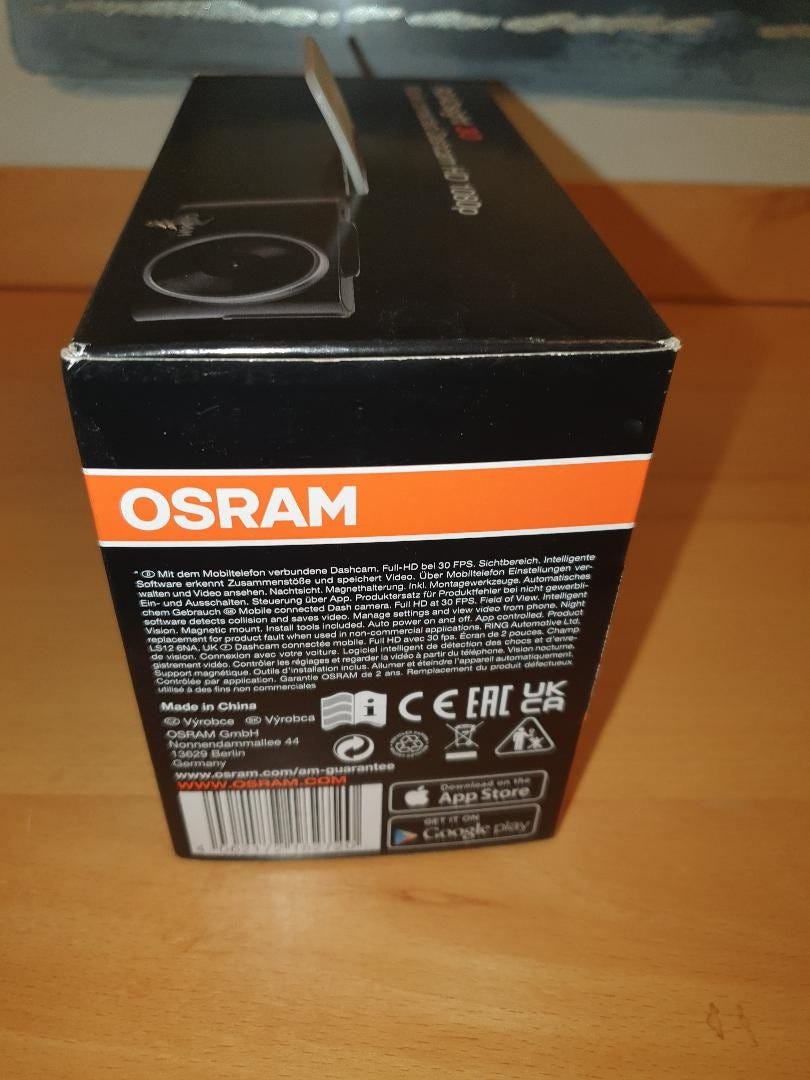 HD 1080p
OSRAM
* Ⓓ Mit dem Mobiltelefon verbundene Dashcam. Full-HD bei 30 FPS. Sichtbereich. Intelligente
Software erkennt Zusammenstöße und speichert Video. Über Mobiltelefon Einstellungen ver-
walten und Video ansehen. Nachtsicht. Magnethalterung. Inkl. Montagewerkzeuge. Automatisches
Ein- und Ausschalten. Steuerung über App. Produktersatz für Produktfehler bei nicht gewerbli-
chem Gebrauch GB Mobile connected Dash camera. Full HD at 30 FPS. Field of View. Intelligent
software detects collision and saves video. Manage settings and view video from phone. Night
Vision. Magnetic mount. Install tools included. Auto power on and off. App controlled. Product
replacement for product fault when used in non-commercial applications. RING Automotive Ltd.
LS12 6NA, UK Ⓕ Dashcam connectée mobile. Full HD avec 30 fps. Écran de 2 pouces. Champ
de vision. Connexion avec votre voiture. Logiciel intelligent de détection des chocs et d'enre-
gistrement vidéo. Contrôler les réglages et regarder la vidéo à partir du téléphone. Vision nocturne.
Support magnétique. Outils d'installation inclus. Allumer et éteindre l'appareil automatiquement.
Contrôlée par application. Garantie OSRAM de 2 ans. Remplacement du produit défectueux
utilisé à des fins non commerciales
Made in China
CZ Výrobce SK Výrobca
OSRAM GmbH
Nonnendammallee 44
13629 Berlin
Germany
www.osram.com/am-guarantee
WWW.OSRAM.COM
i CE EAC UK
CA
Download on the
App Store
GET IT ON
Google play